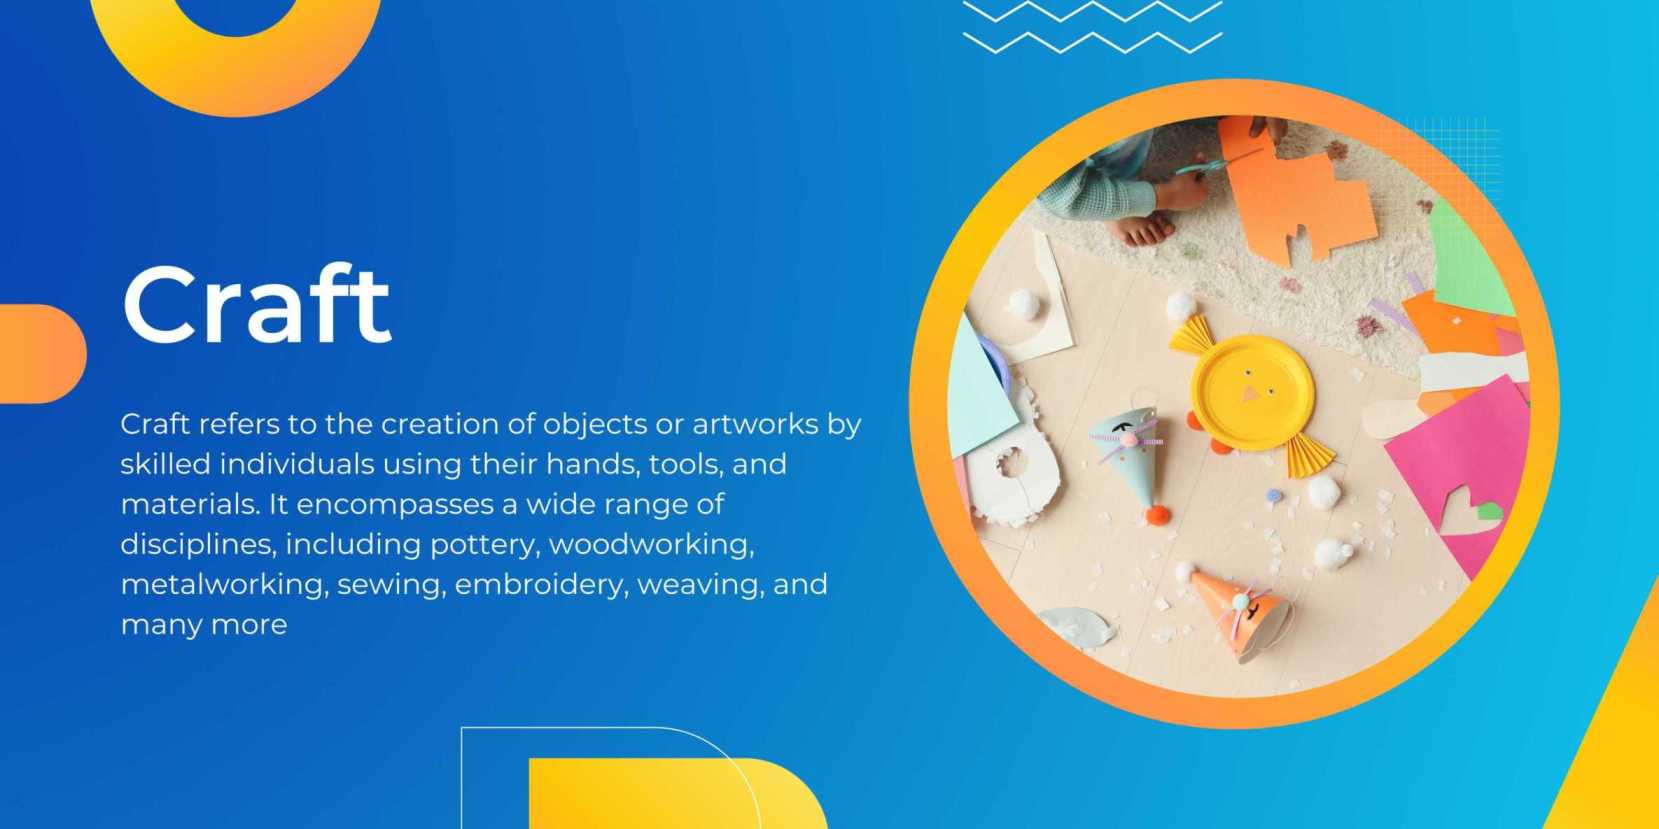 Craft
Craft refers to the creation of objects or artworks by
skilled individuals using their hands, tools, and
materials. It encompasses a wide range of
disciplines, including pottery, woodworking,
metalworking, sewing, embroidery, weaving, and
many more